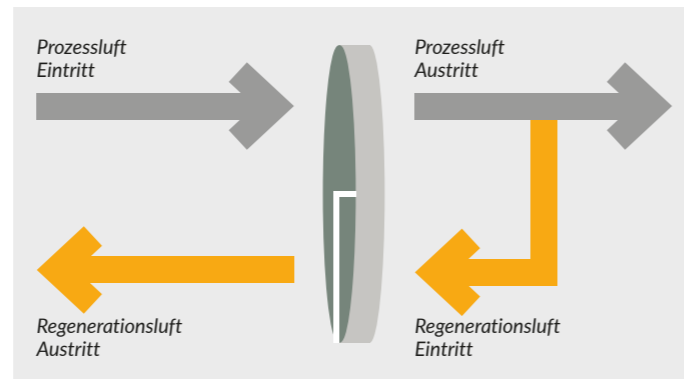 Prozessluft
Eintritt
Prozessluft
Austritt
Regenerationsluft
Austritt
Regenerationsluft
Eintritt